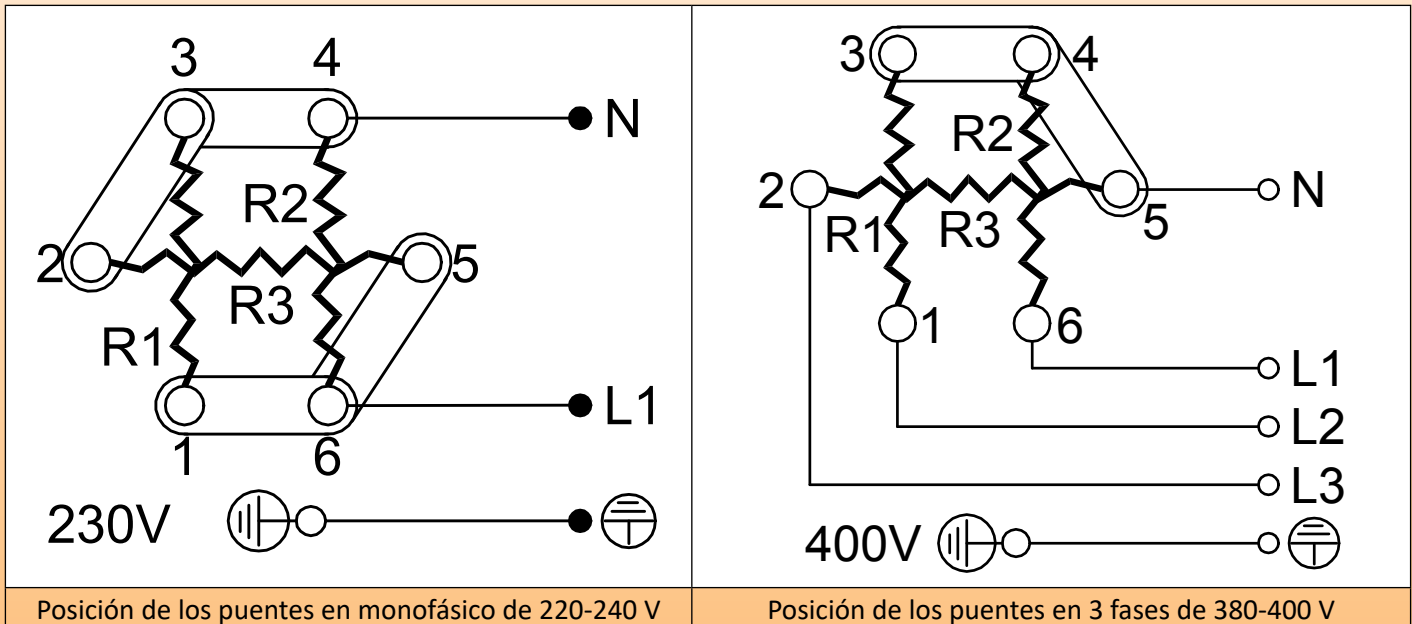 3 4
N
R2
2
5
R3
R1
L1
1 6
230V
Posición de los puentes en monofásico de 220-240 V
3 4
R2
2
N
5
R1 R3
1 6
L1
L2
L3
400V
Posición de los puentes en 3 fases de 380-400 V